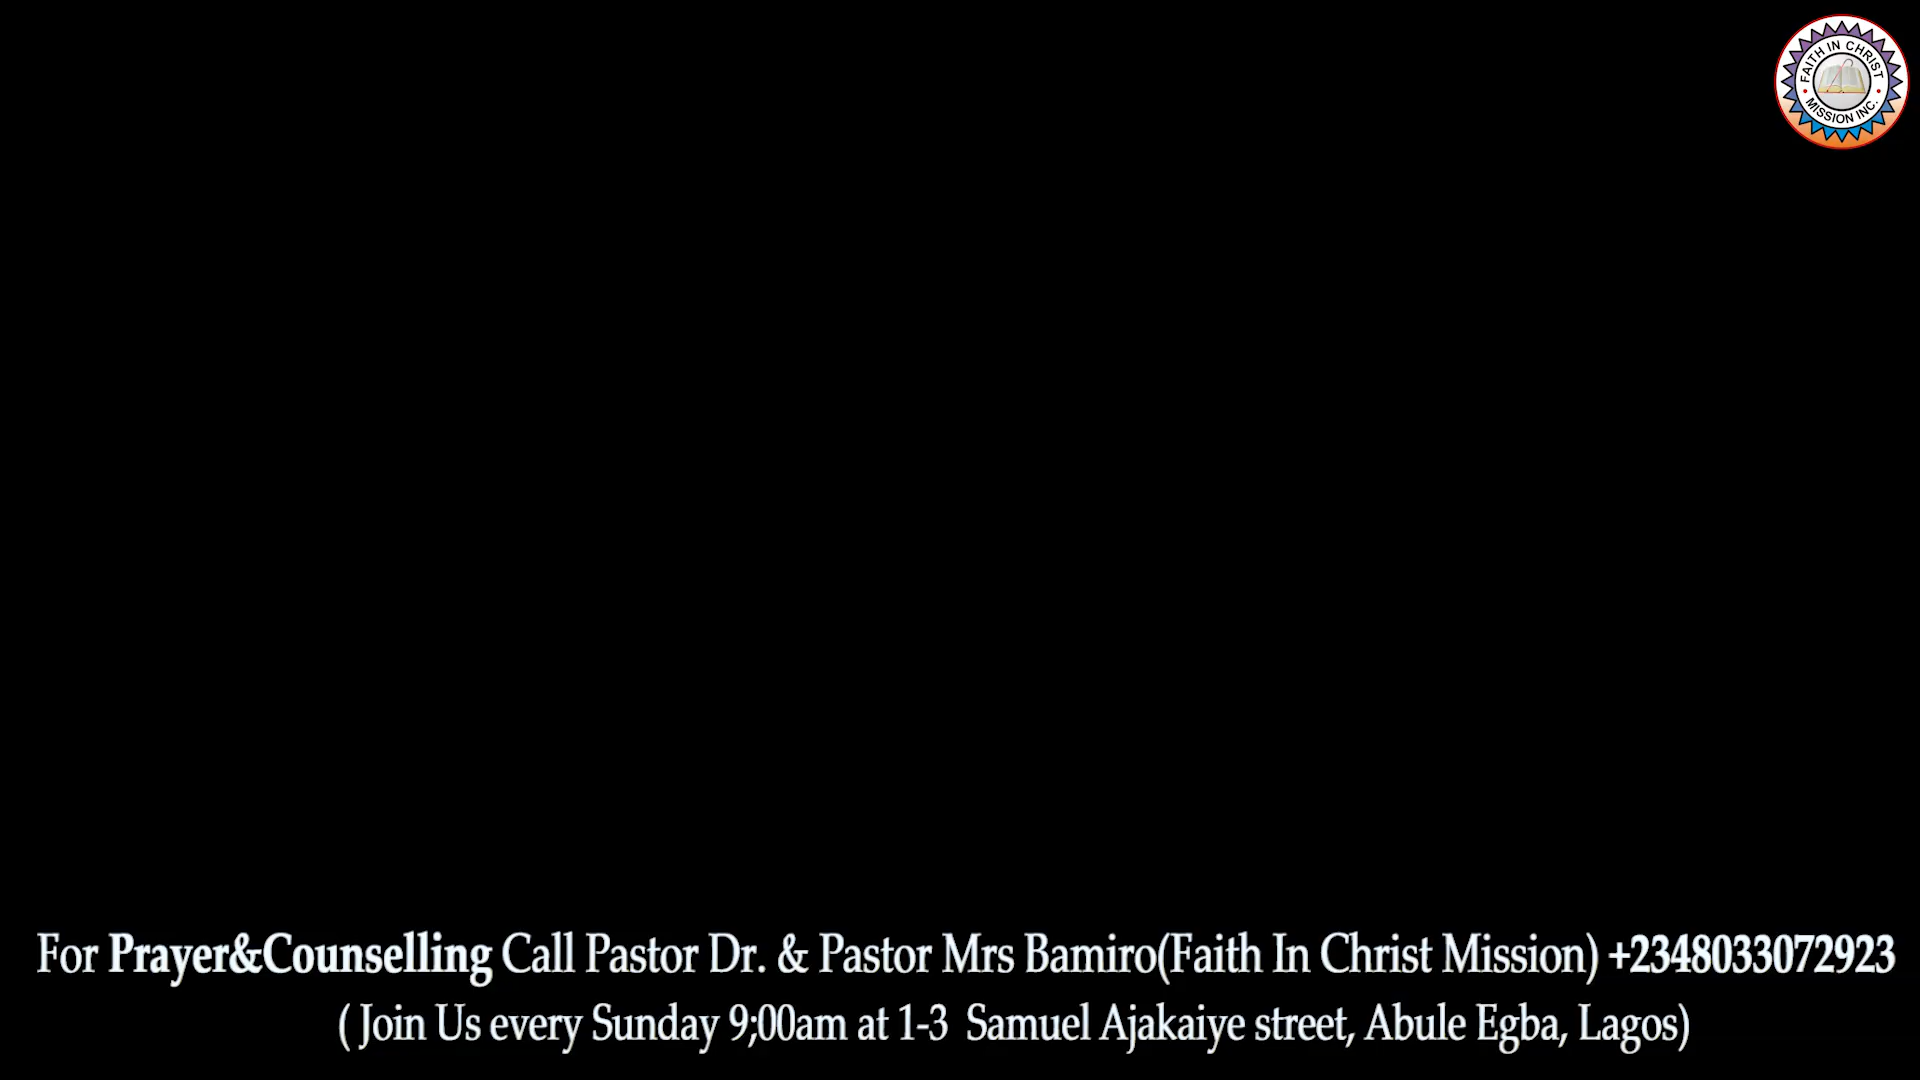 FAITH IN CHRIST
MISSION INC.
For Prayer&Counselling Call Pastor Dr. & Pastor Mrs Bamiro(Faith In Christ Mission) +2348033072923
( Join Us every Sunday 9;00am at 1-3  Samuel Ajakaiye street, Abule Egba, Lagos)